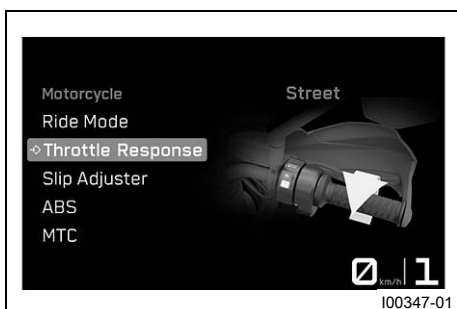 Motorcycle
Street
Ride Mode
Throttle Response
Slip Adjuster
ABS
MTC
0 km/h 1
I00347-01